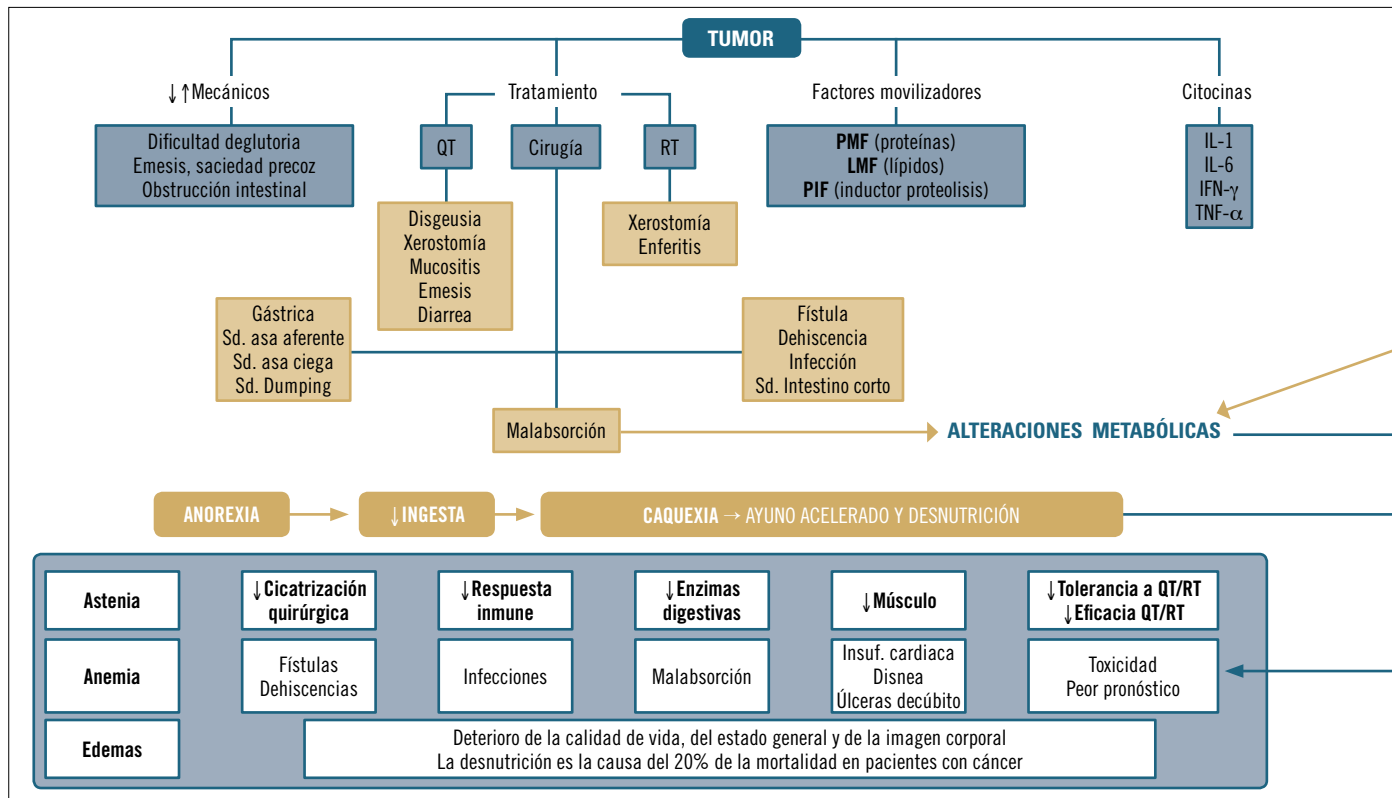 TUMOR
↓↑Mecánicos
Dificultad deglutoria
Emesis, saciedad precoz
Obstrucción intestinal
Tratamiento
QT
Cirugía
RT
Disgeusia
Xerostomía
Mucositis
Emesis
Diarrea
Xerostomía
Enferitis
Gástrica
Sd. asa aferente
Sd. asa ciega
Sd. Dumping
Fístula
Dehiscencia
Infección
Sd. Intestino corto
Malabsorción
Factores movilizadores
PMF (proteínas)
LMF (lípidos)
PIF (inductor proteolisis)
Citocinas
IL-1
IL-6
IFN-γ
TNF-α
ALTERACIONES METABÓLICAS
ANOREXIA
↓INGESTA
CAQUEXIA → AYUNO ACELERADO Y DESNUTRICIÓN
Astenia
↓Cicatrización
quirúrgica
↓Respuesta
inmune
↓Enzimas
digestivas
↓Músculo
↓Tolerancia a QT/RT
↓Eficacia QT/RT
Anemia
Fístulas
Dehiscencias
Infecciones
Malabsorción
Insuf. cardiaca
Disnea
Úlceras decúbito
Toxicidad
Peor pronóstico
Edemas
Deterioro de la calidad de vida, del estado general y de la imagen corporal
La desnutrición es la causa del 20% de la mortalidad en pacientes con cáncer